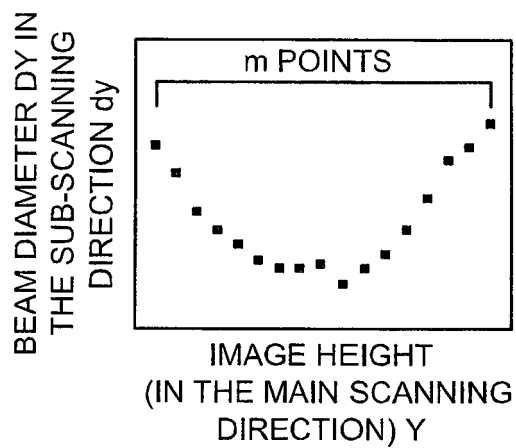 BEAM DIAMETER DY IN
THE SUB-SCANNING
DIRECTION dy
m POINTS
IMAGE HEIGHT
(IN THE MAIN SCANNING
DIRECTION) Y